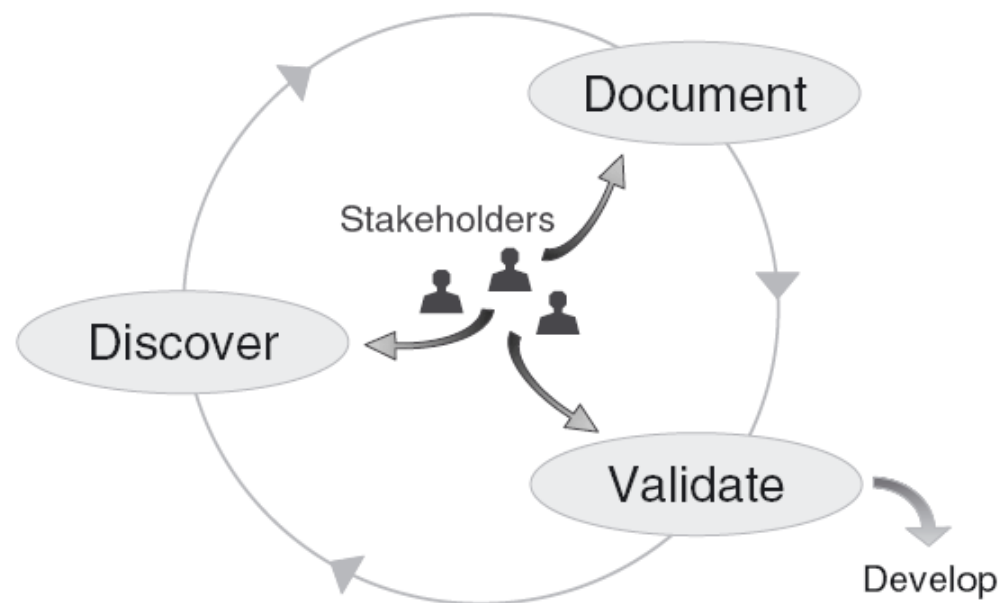 Document
Stakeholders
Discover
Validate
Develop